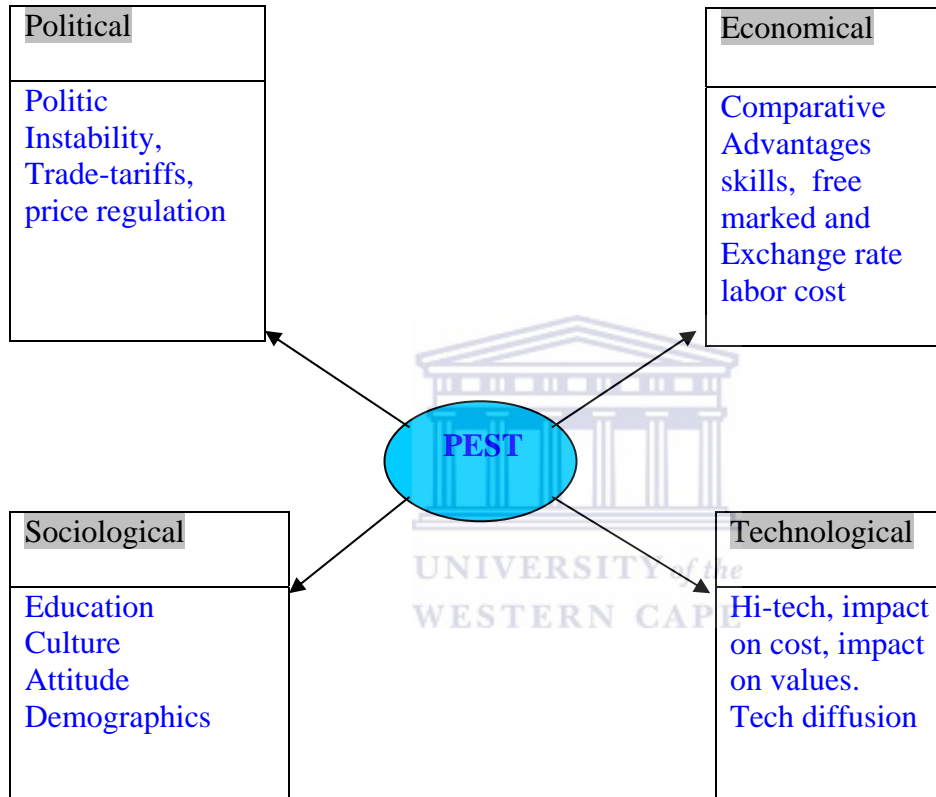 Political
Politic
Instability,
Trade-tariffs,
price regulation
Economical
Comparative
Advantages
skills, free
marked and
Exchange rate
labor cost
PEST
Sociological
Education
Culture
Attitude
Demographics
Technological
Hi-tech, impact
on cost, impact
on values.
Tech diffusion
UNIVERSITY of the
WESTERN CAPE